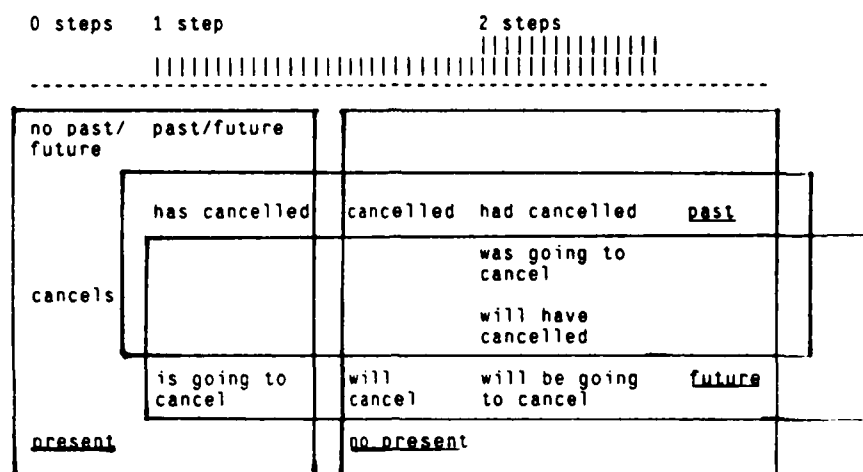 0 steps 1 step 2 steps
no past/ past/future
future
has cancelled cancelled had cancelled past
was going to
cancel
cancels
will have
cancelled
is going to will will be going future
cancel cancel to cancel
present no present